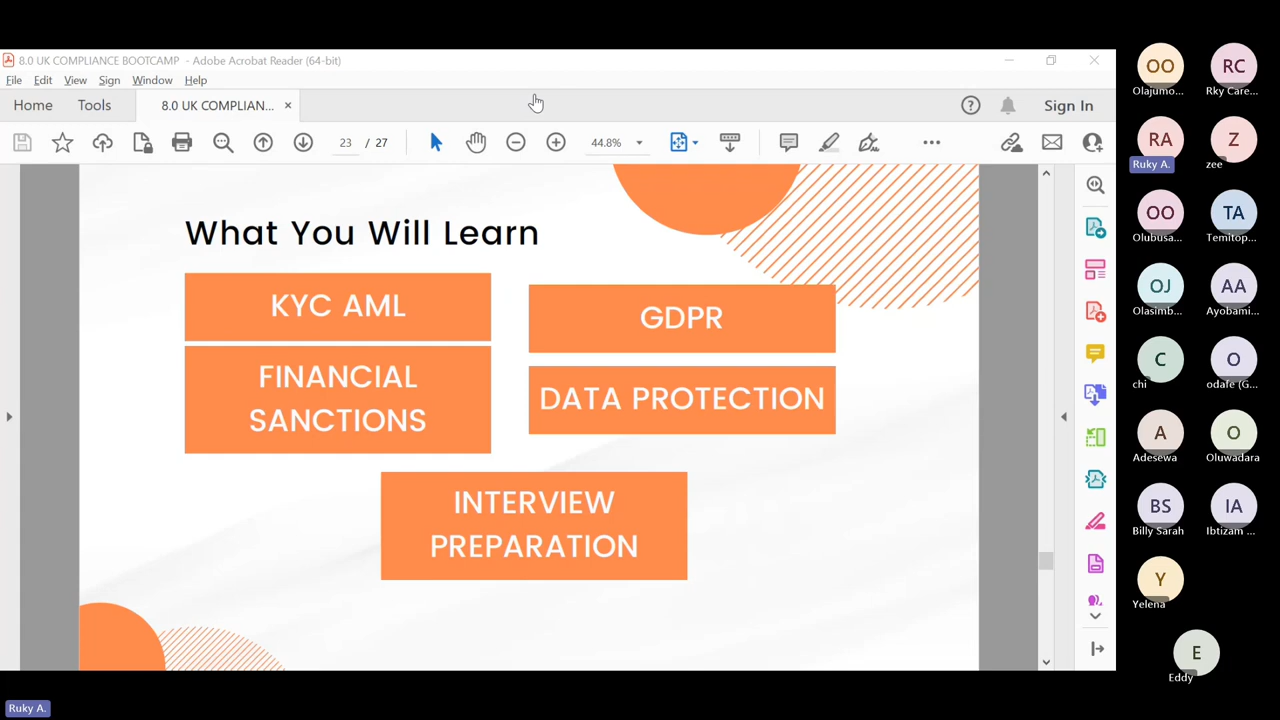 8.0 UK COMPLIANCE BOOTCAMP - Adobe Acrobat Reader (64-bit)
File Edit View Sign Window Help
Home Tools 8.0 UK COMPLIAN... × Sign In
23 / 27 44.8%
What You Will Learn
KYC AML
FINANCIAL
SANCTIONS
GDPR
DATA PROTECTION
INTERVIEW
PREPARATION
Ruky A.
OO RC
Olajumo... Rky Care...
RA Z
Ruky A. zee
OO TA
Olubusa... Temitop...
OJ AA
Olasimb... Ayobami...
C O
chi odafe (G...
A O
Adesewa Oluwadara
BS IA
Billy Sarah Ibtizam ...
Y
Yelena
E
Eddy